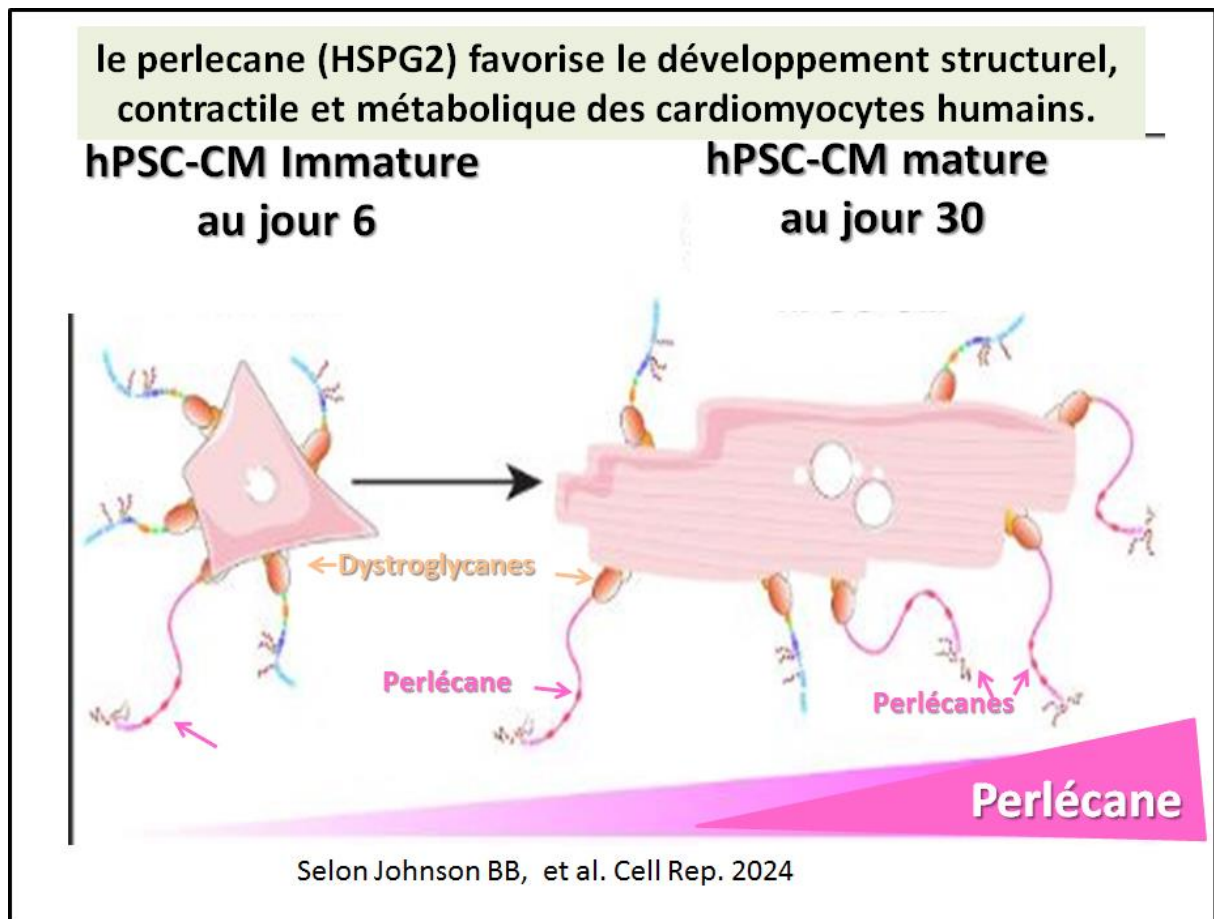 le perlecane (HSPG2) favorise le développement structurel,
contractile et métabolique des cardiomyocytes humains.
hPSC-CM Immature
au jour 6
hPSC-CM mature
au jour 30
Dystroglycanes
Perlécane
Perlécanes
Perlécane
Selon Johnson BB, et al. Cell Rep. 2024